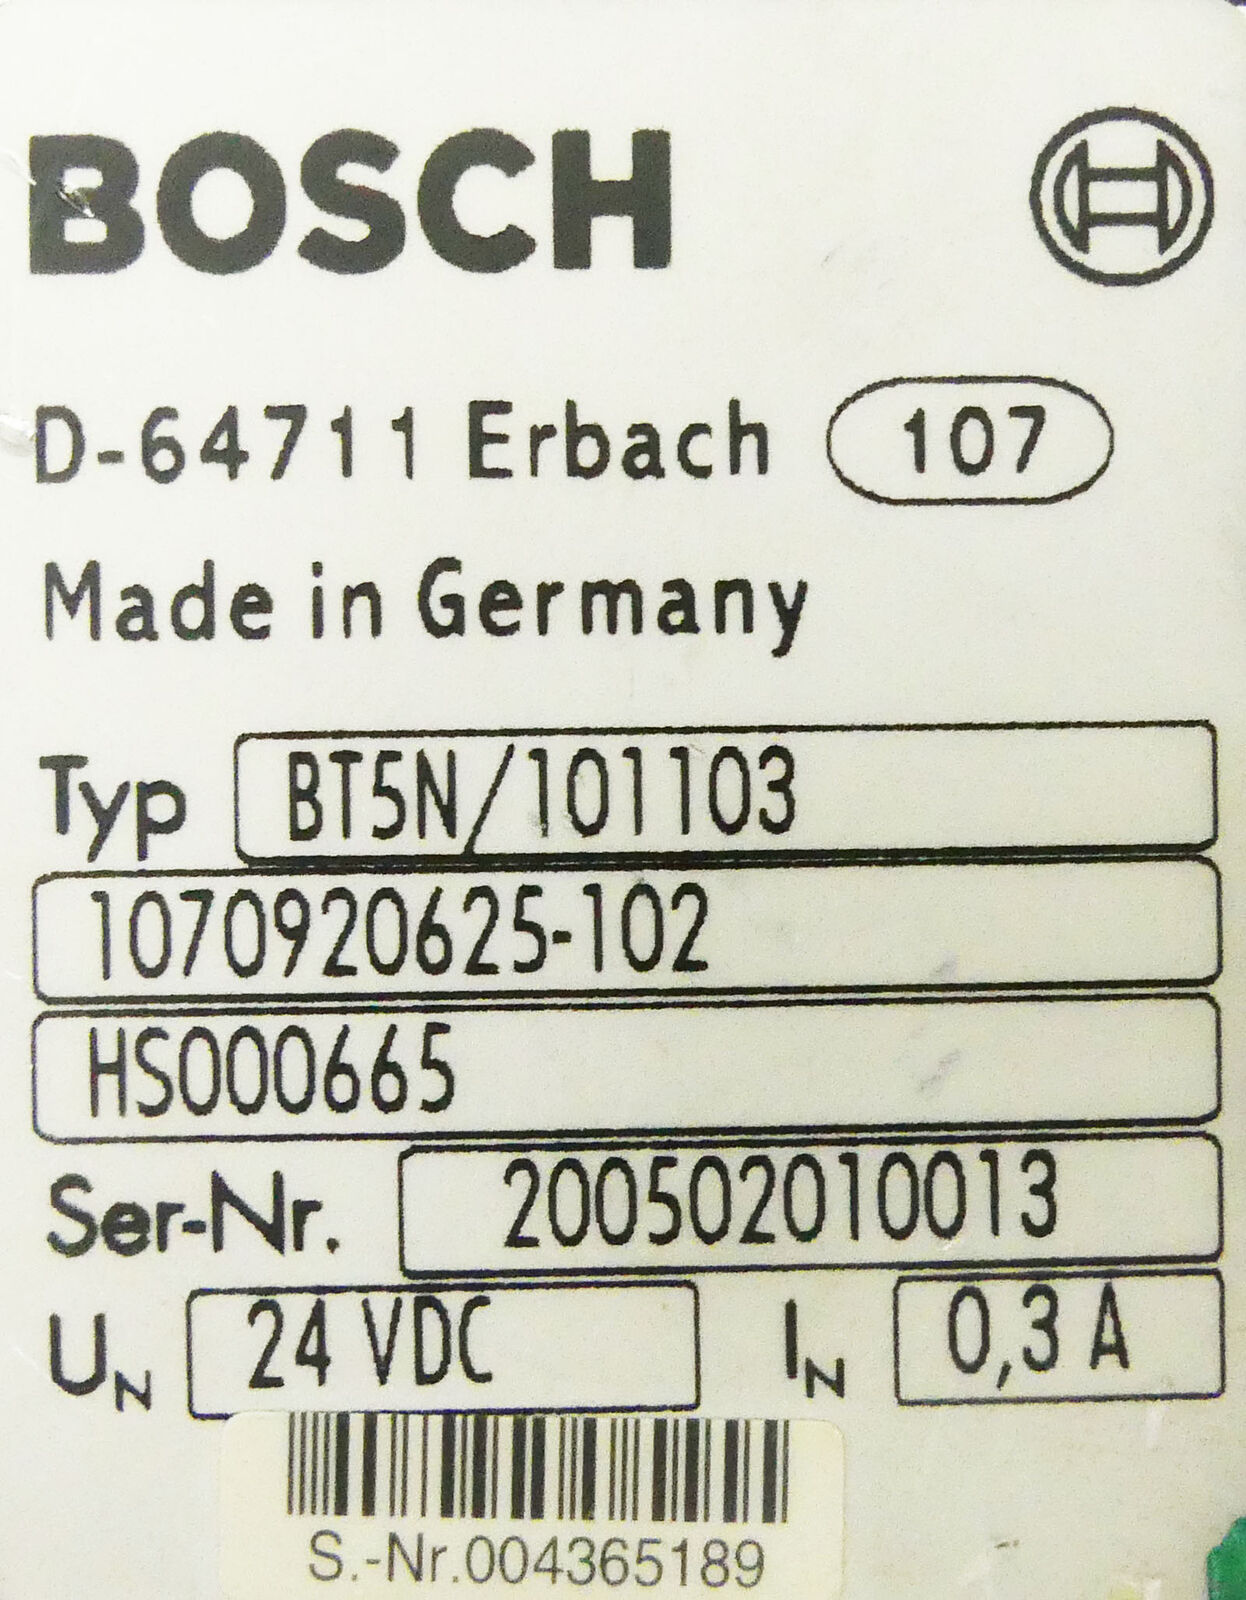 BOSCH
D-64711 Erbach 107
Made in Germany
Typ BT5N/101103
1070920625-102
HS000665
Ser-Nr. 200502010013
UN 24 VDC IN 0,3 A
S.-Nr.004365189